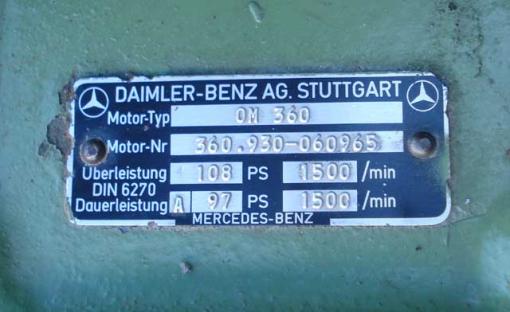 DAIMLER-BENZ AG. STUTTGART
Motor-Typ OM 360
Motor-Nr 360.930-060965
Überleistung 108 PS 1500 /min
DIN 6270
Dauerleistung A 97 PS 1500 /min
MERCEDES-BENZ